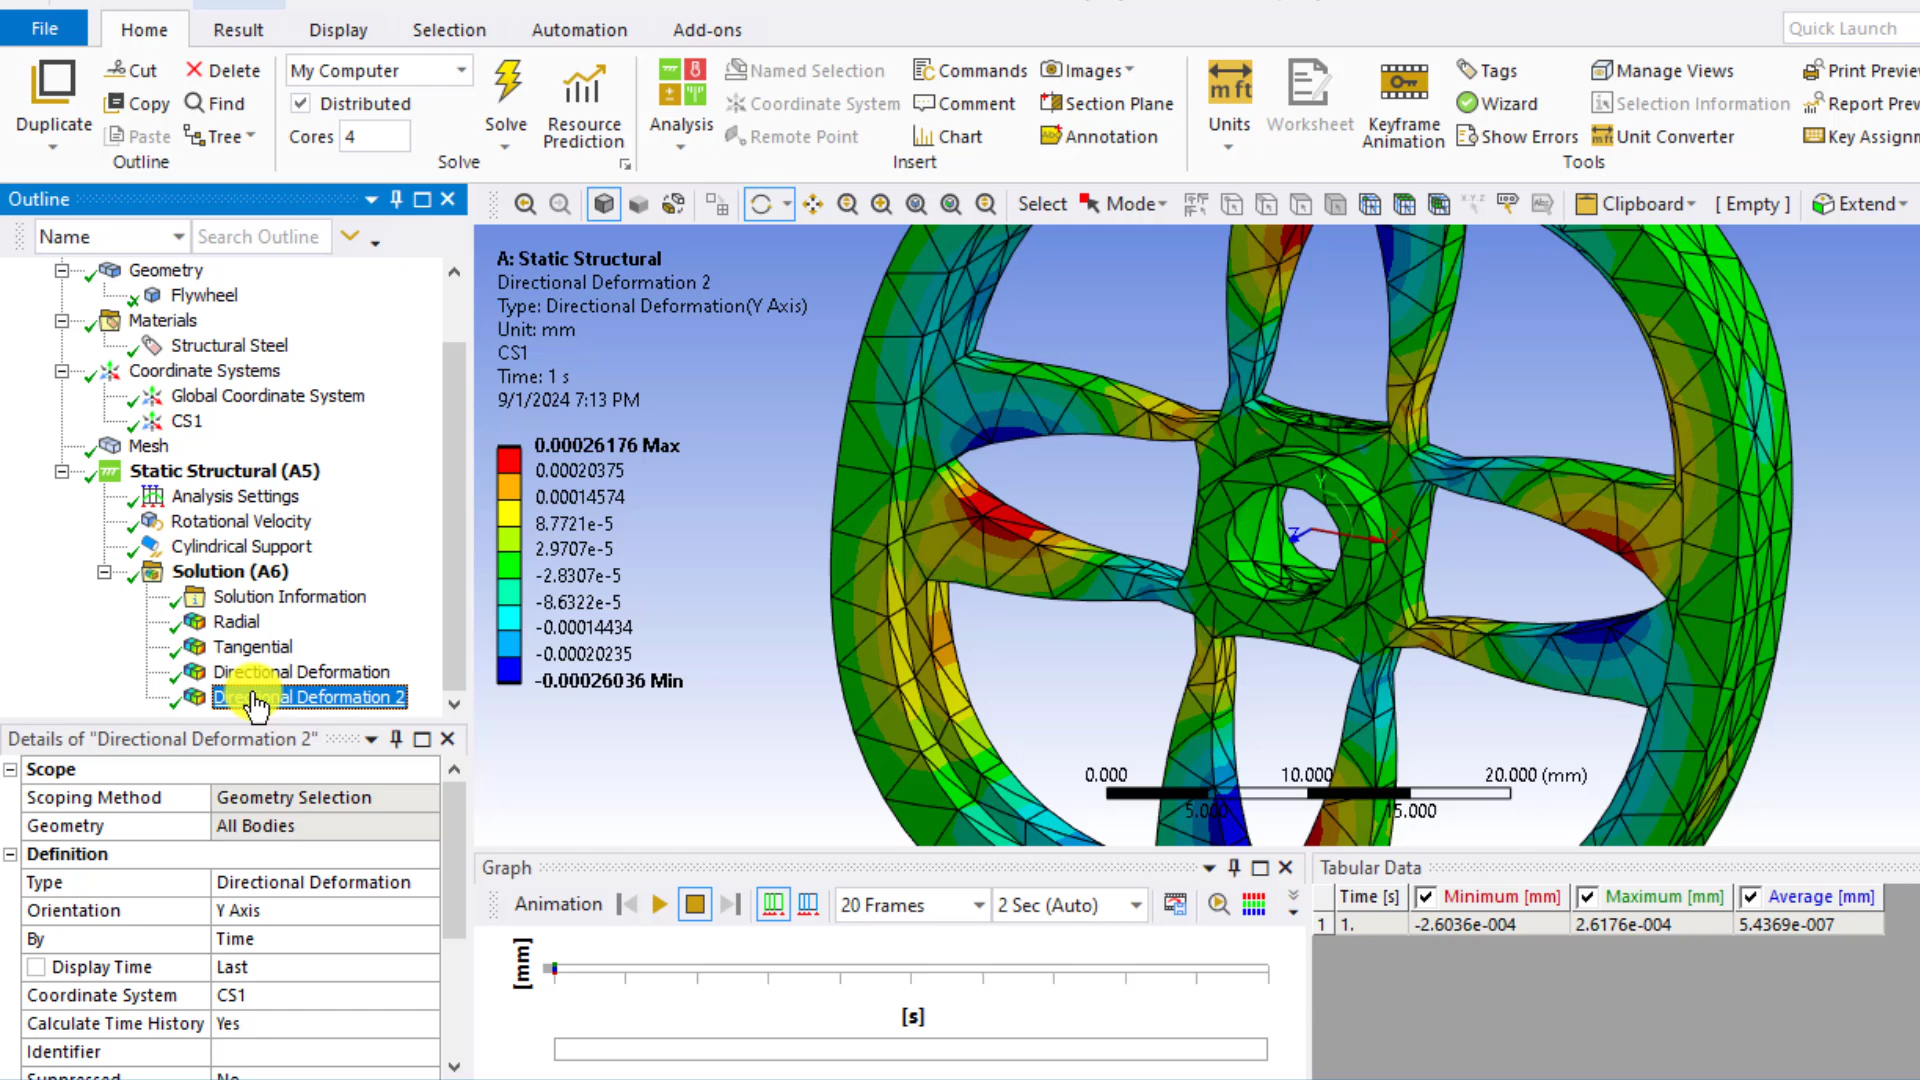 File Home Result Display Selection Automation Add-ons Quick Launch
Duplicate
Cut
Copy
Paste
Delete
Find
Tree
Outline
My Computer
Distributed
Cores 4
Solve
Resource Prediction
Solve
Analysis
Named Selection
Coordinate System
Remote Point
Commands
Comment
Chart
Images
Section Plane
Annotation
Insert
Units
Worksheet
Keyframe Animation
Tags
Wizard
Show Errors
Manage Views
Selection Information
Unit Converter
Print Preview
Report Prev
Key Assignm
Tools
Outline
Name Search Outline
Geometry
Flywheel
Materials
Structural Steel
Coordinate Systems
Global Coordinate System
CS1
Mesh
Static Structural (A5)
Analysis Settings
Rotational Velocity
Cylindrical Support
Solution (A6)
Solution Information
Radial
Tangential
Directional Deformation
Directional Deformation 2
Details of "Directional Deformation 2"
Scope
Scoping Method Geometry Selection
Geometry All Bodies
Definition
Type Directional Deformation
Orientation Y Axis
By Time
Display Time Last
Coordinate System CS1
Calculate Time History Yes
Identifier
Suppressed No
Select Mode Clipboard [ Empty ] Extend
A: Static Structural
Directional Deformation 2
Type: Directional Deformation(Y Axis)
Unit: mm
CS1
Time: 1 s
9/1/2024 7:13 PM
0.00026176 Max
0.00020375
0.00014574
8.7721e-5
2.9707e-5
-2.8307e-5
-8.6322e-5
-0.00014434
-0.00020235
-0.00026036 Min
Y
X
Z
0.000 10.000 20.000 (mm)
5.000 15.000
Graph
Animation 20 Frames 2 Sec (Auto)
[mm]
[s]
Tabular Data
Time [s] Minimum [mm] Maximum [mm] Average [mm]
1 1. -2.6036e-004 2.6176e-004 5.4369e-007